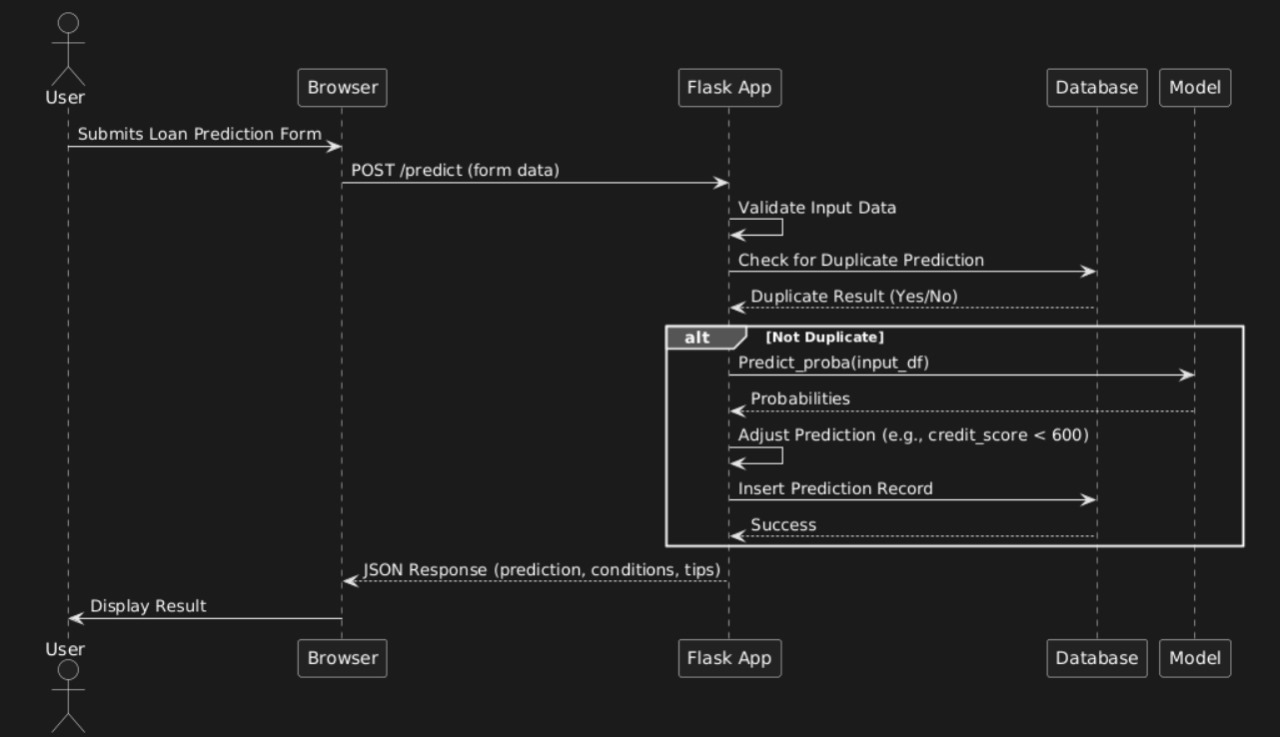 User
Browser
Flask App
Database
Model
Submits Loan Prediction Form
POST /predict (form data)
Validate Input Data
Check for Duplicate Prediction
Duplicate Result (Yes/No)
alt [Not Duplicate]
Predict_proba(input_df)
Probabilities
Adjust Prediction (e.g., credit_score < 600)
Insert Prediction Record
Success
JSON Response (prediction, conditions, tips)
Display Result
User
Browser
Flask App
Database
Model